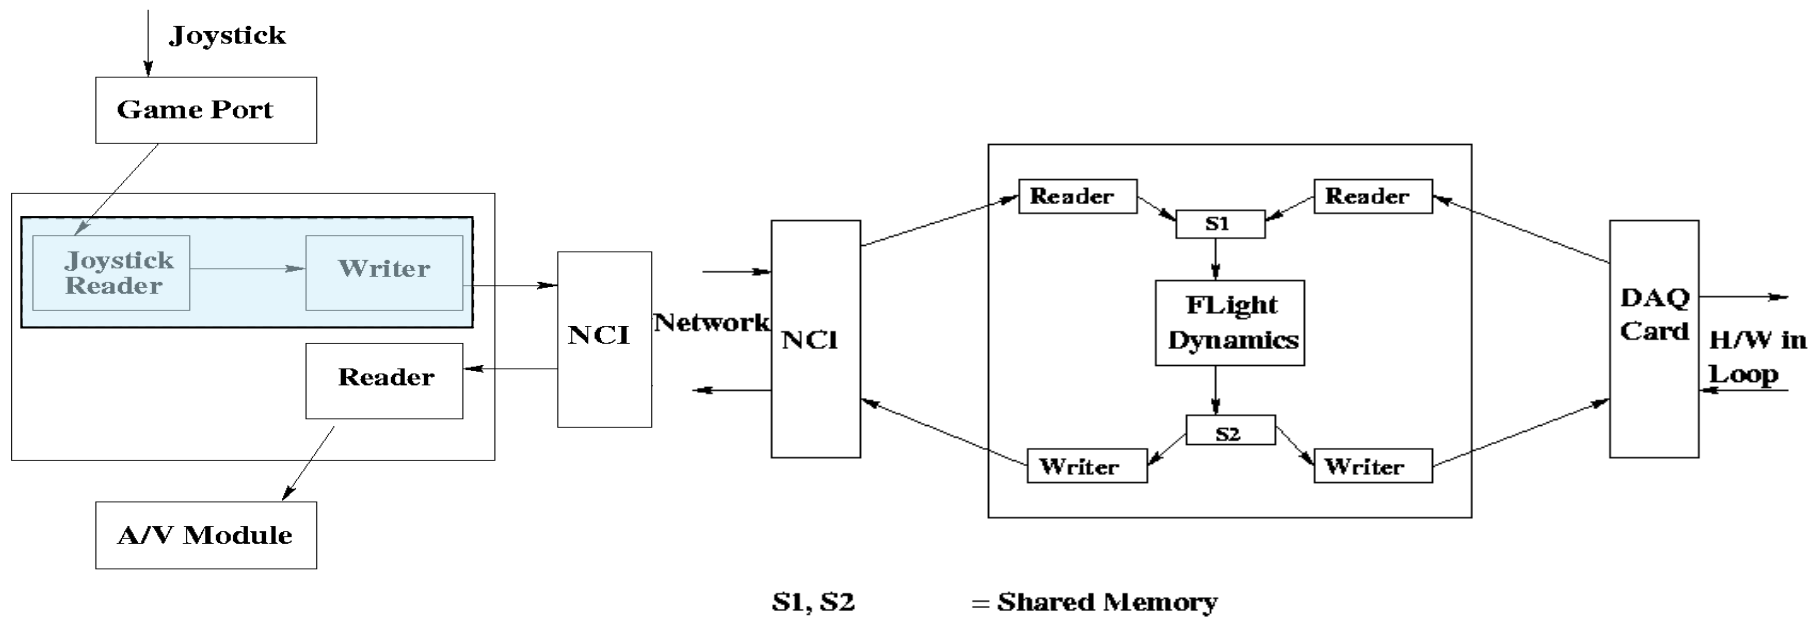 Joystick
Game Port
Joystick
Reader
Writer
NCI
Reader
A/V Module
Network
NCI
Reader
Reader
S1
FLight
Dynamics
S2
Writer
Writer
DAQ
Card
H/W in
Loop
S1, S2 = Shared Memory